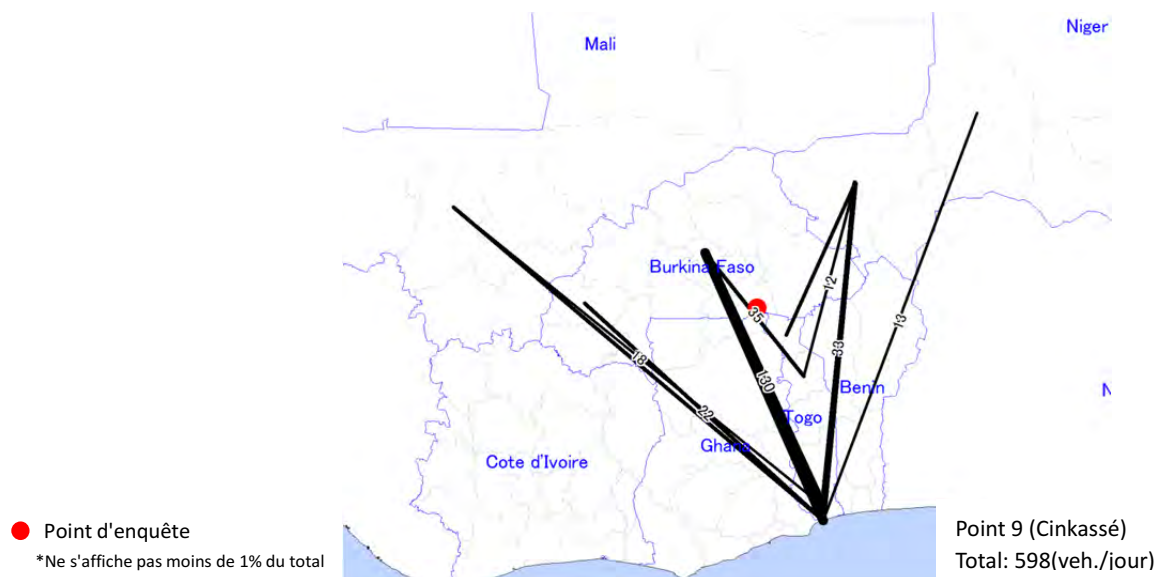 Mali
Niger
Burkina Faso
12
35
13
33
18
130
Benin
N
22
Togo
Ghana
Cote d'Ivoire
Point d'enquête
*Ne s'affiche pas moins de 1% du total
Point 9 (Cinkassé)
Total: 598(veh./jour)